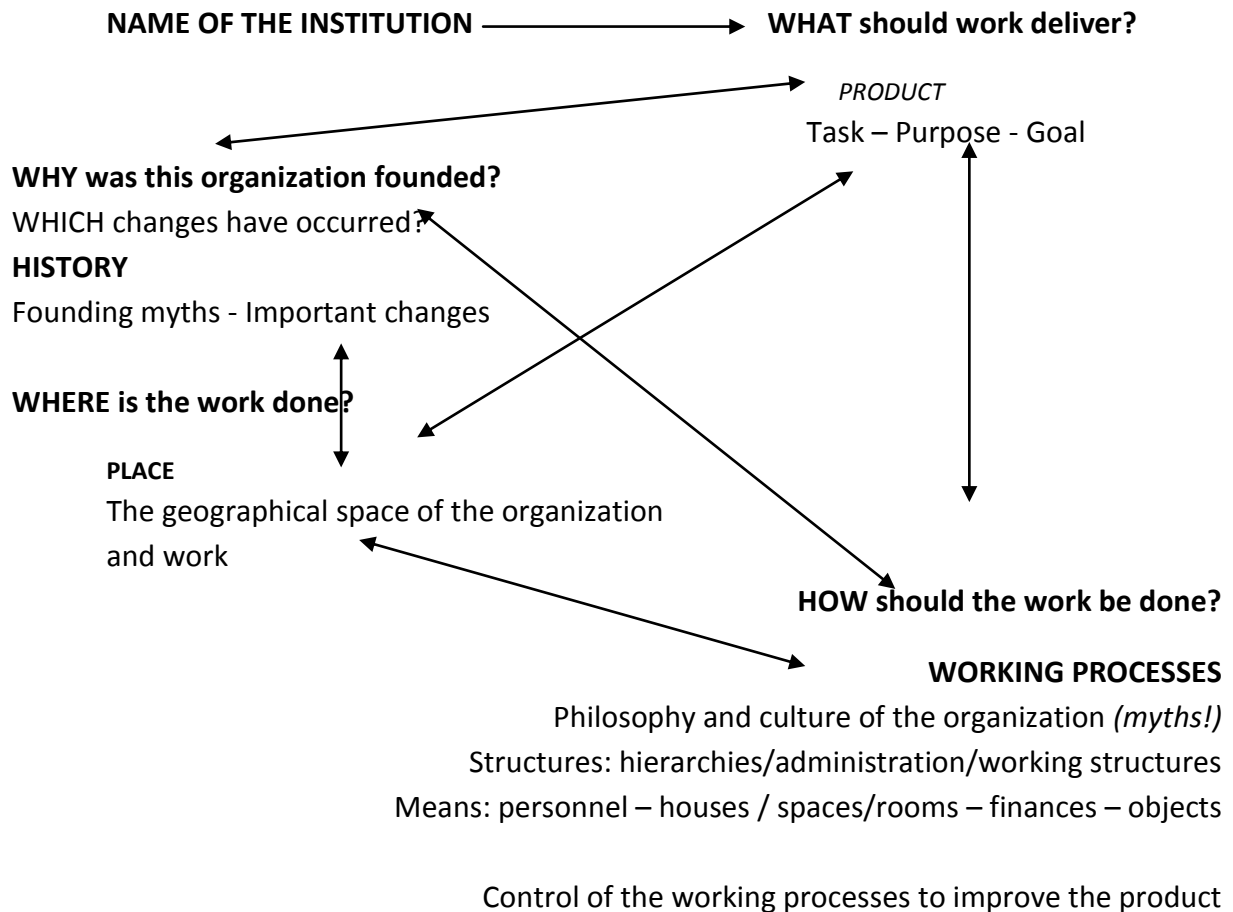 NAME OF THE INSTITUTION
WHAT should work deliver?
PRODUCT
Task – Purpose - Goal
WHY was this organization founded?
WHICH changes have occurred?
HISTORY
Founding myths - Important changes
WHERE is the work done?
PLACE
The geographical space of the organization
and work
HOW should the work be done?
WORKING PROCESSES
Philosophy and culture of the organization (myths!)
Structures: hierarchies/administration/working structures
Means: personnel – houses / spaces/rooms – finances – objects
Control of the working processes to improve the product